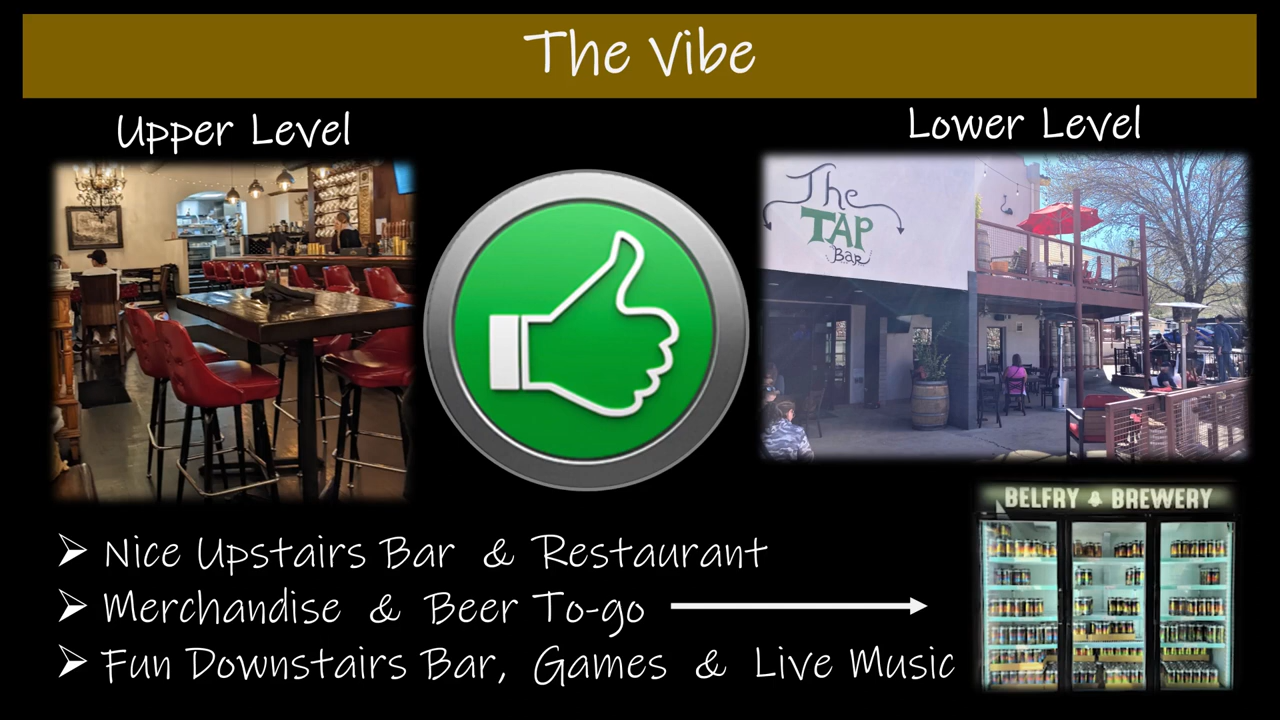 The Vibe
Upper Level
Lower Level
The
TAP
Bar
BELFRY BREWERY
Nice Upstairs Bar & Restaurant
Merchandise & Beer To-go
Fun Downstairs Bar, Games & Live Music